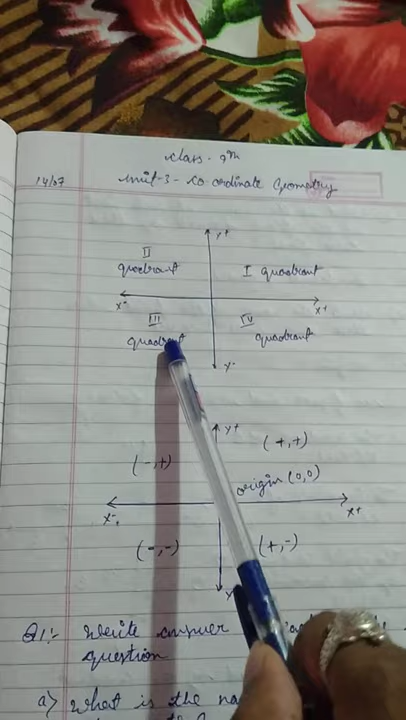 Class - 9th
14/07
Unit-3- Co ordinate Geometry
y+
II
quadrant
I quadrant
x-
x+
III
quadrant
IV
quadrant
y-
y+
(+,+)
(-,+)
origin (0,0)
x-
x+
(-,-)
(+,-)
Q1:- Write answer
question
a) What is the